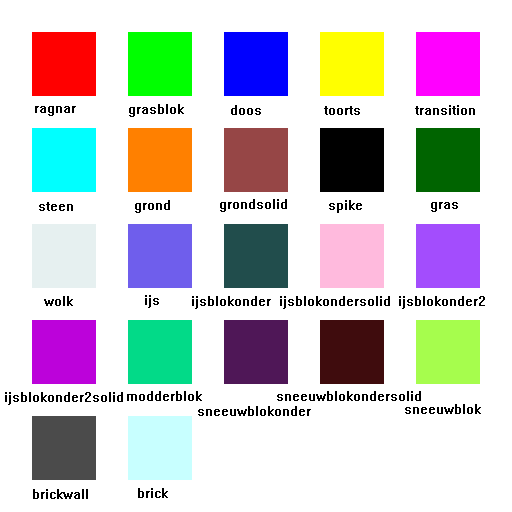 ragnar grasblok doos toorts transition
steen grond grondsolid spike gras
wolk ijs ijsblokonder ijsblokondersolid ijsblokonder2
ijsblokonder2solid modderblok sneeuwblokonder sneeuwblokondersolid sneeuwblok
brickwall brick